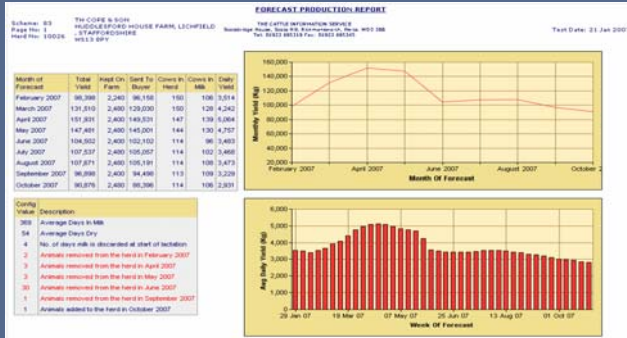 FORECAST PRODUCTION REPORT
Scheme: 03
Page No: 1
Herd No: 10026
TH CORE & SON
HUDDLESFORD HOUSE FARM, LICHFIELD
, STAFFORDSHIRE
WS13 8PY
THE CATTLE INFORMATION SERVICE
Test Date: 21 Jan 2007
Month of Forecast Total Yield Kept On Farm Sent To Buyer Cows In Herd Cows In Milk Daily Yield
February 2007 98,398 2,240 96,158 150 106 3,514
March 2007 131,510 2,480 129,030 150 128 4,242
April 2007 151,931 2,400 149,531 147 139 5,064
May 2007 147,481 2,480 145,001 144 130 4,757
June 2007 104,502 2,400 102,102 114 96 3,483
July 2007 107,537 2,480 105,057 114 102 3,468
August 2007 107,671 2,480 105,191 114 108 3,473
September 2007 96,898 2,400 94,498 113 109 3,229
October 2007 90,876 2,480 88,396 114 106 2,931
Config Value Description
369 Average Days In Milk
54 Average Days Dry
4 No. of days milk is discarded at start of lactation
2 Animals removed from the herd in February 2007
3 Animals removed from the herd in April 2007
3 Animals removed from the herd in May 2007
30 Animals removed from the herd in June 2007
1 Animals removed from the herd in September 2007
1 Animals added to the herd in October 2007
Monthly Yield (Kg)
160,000
140,000
120,000
100,000
80,000
60,000
40,000
20,000
February 2007 April 2007 June 2007 August 2007 October 2
Month Of Forecast
Avg Daily Yield (Kg)
6,000
5,000
4,000
3,000
2,000
1,000
0
28 Jan 07 19 Mar 07 07 May 07 25 Jun 07 13 Aug 07 01 Oct 07
Week Of Forecast